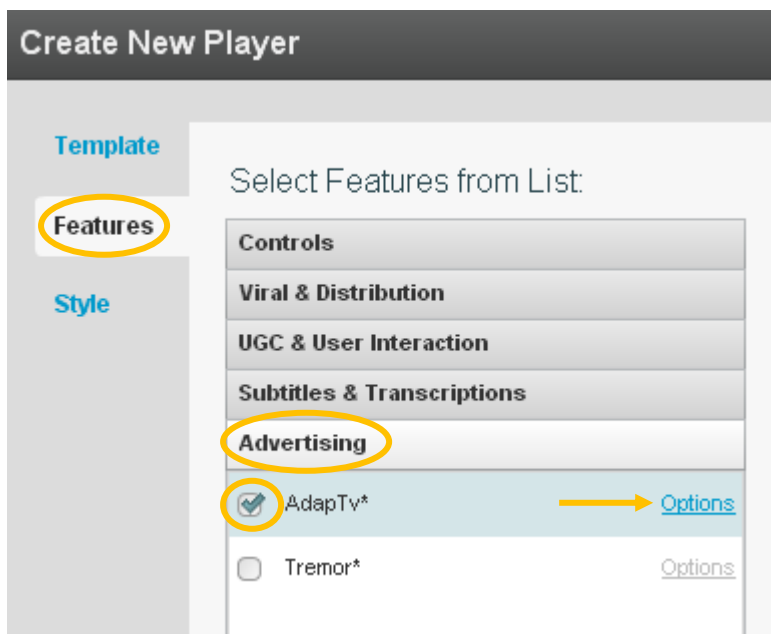 Create New Player
Template
Select Features from List:
Features
Controls
Viral & Distribution
Style
UGC & User Interaction
Subtitles & Transcriptions
Advertising
AdapTv* Options
Tremor* Options